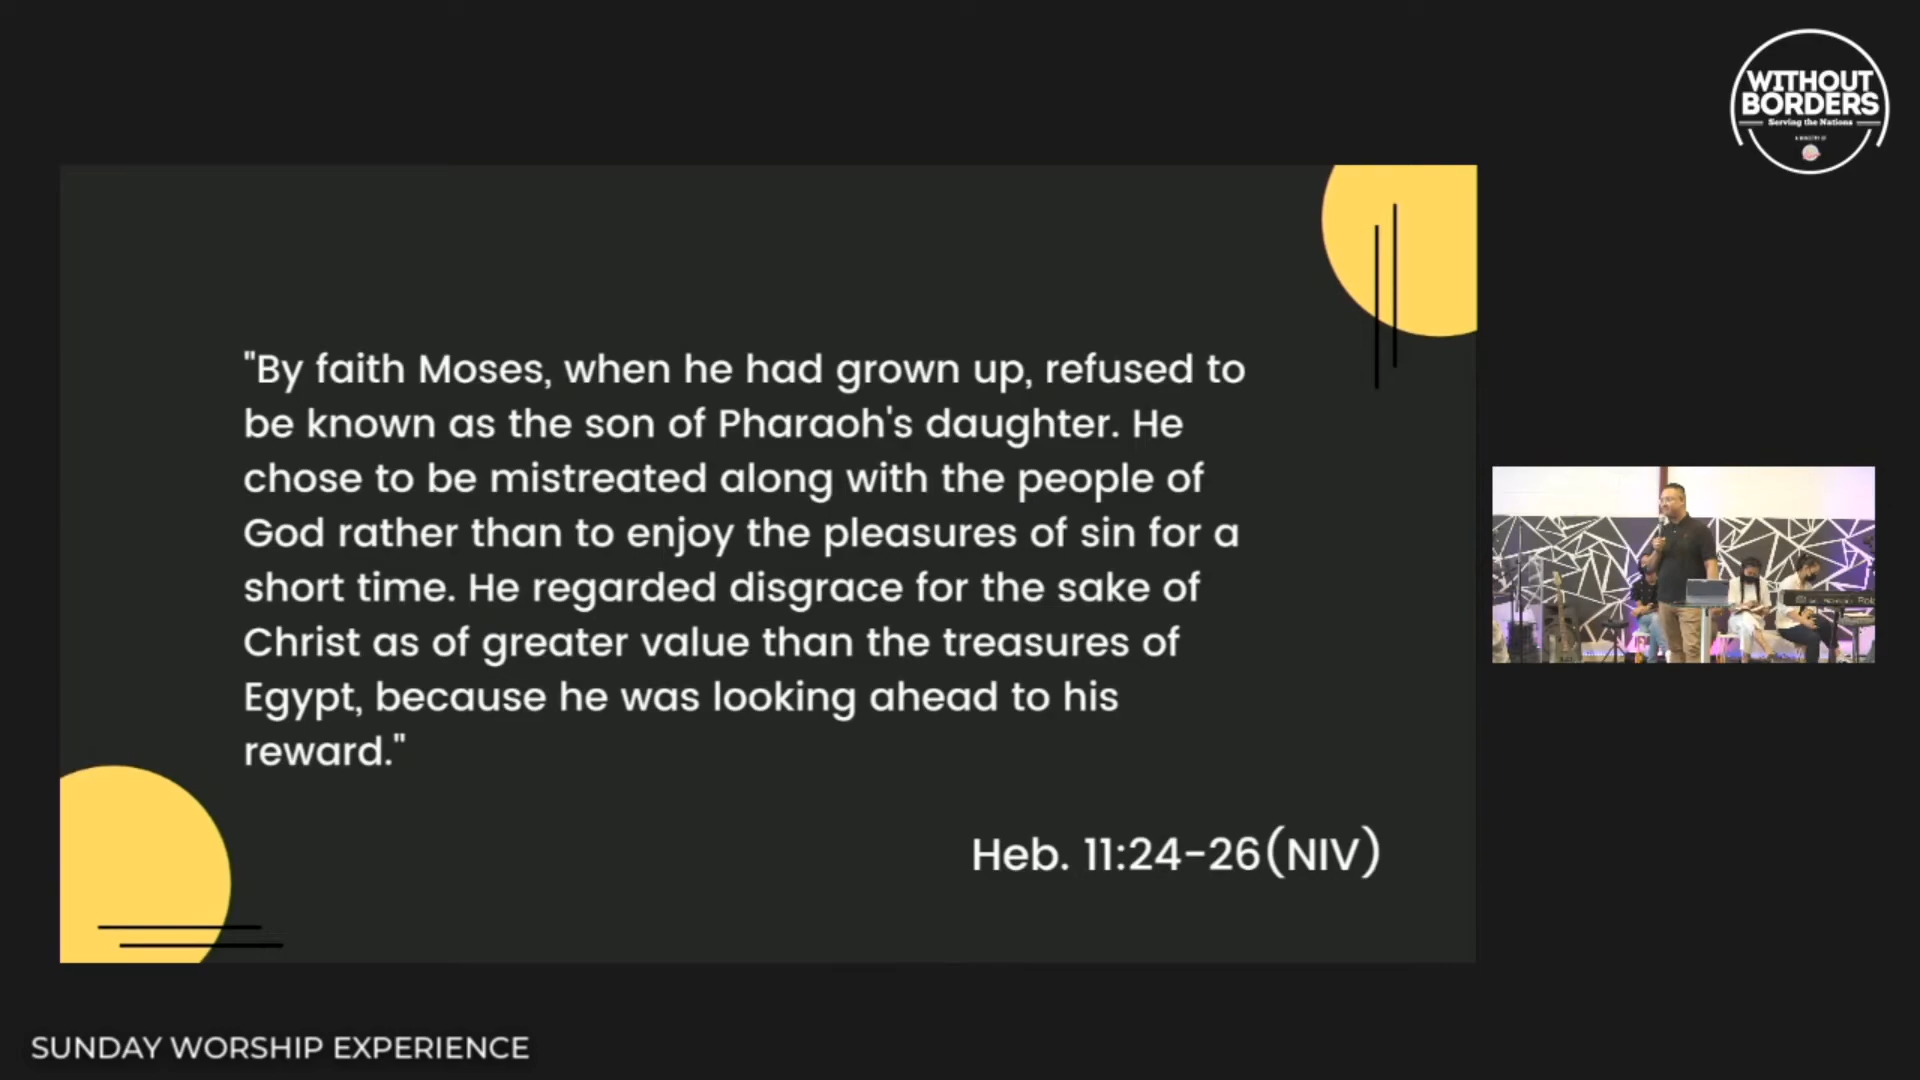 WITHOUT
BORDERS
Serving the Nations
A MINISTRY OF
"By faith Moses, when he had grown up, refused to
be known as the son of Pharaoh's daughter. He
chose to be mistreated along with the people of
God rather than to enjoy the pleasures of sin for a
short time. He regarded disgrace for the sake of
Christ as of greater value than the treasures of
Egypt, because he was looking ahead to his
reward."
Heb. 11:24-26(NIV)
SUNDAY WORSHIP EXPERIENCE